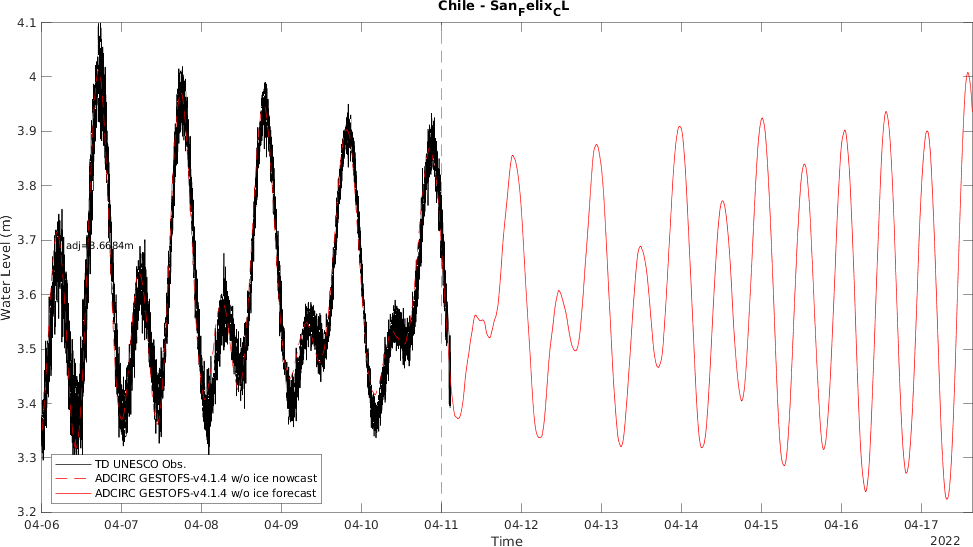 Chile - SanFelixCL
4.1
4
3.9
3.8
3.7
3.6
3.5
3.4
3.3
3.2
Water Level (m)
adj=3.6684m
TD UNESCO Obs.
ADCIRC GESTOFS-v4.1.4 w/o ice nowcast
ADCIRC GESTOFS-v4.1.4 w/o ice forecast
04-06 04-07 04-08 04-09 04-10 04-11 04-12 04-13 04-14 04-15 04-16 04-17
Time
2022